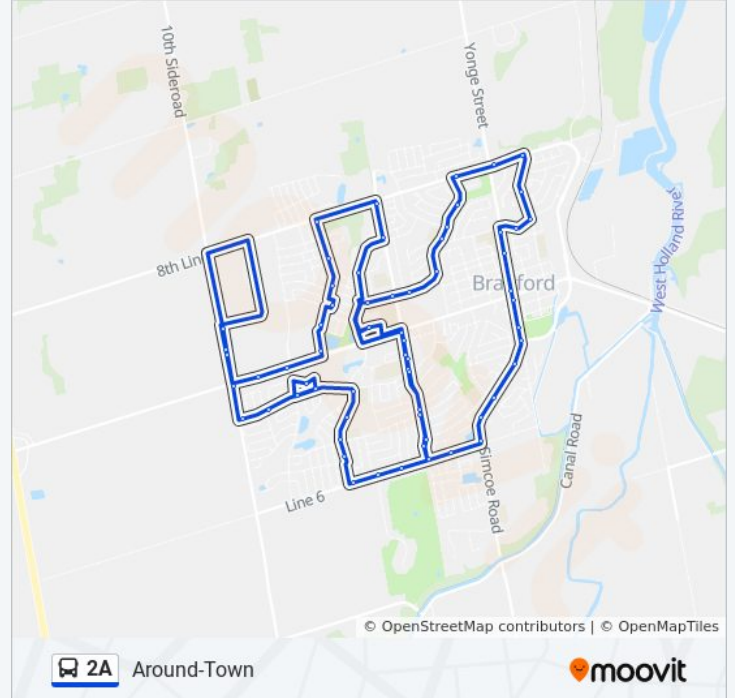 10th Sideroad
Yonge Street
West Holland River
8th Lin
Bradford
Canal Road
Simcoe Road
Line 6
© OpenStreetMap contributors | © OpenMapTiles
2A Around-Town
moovit